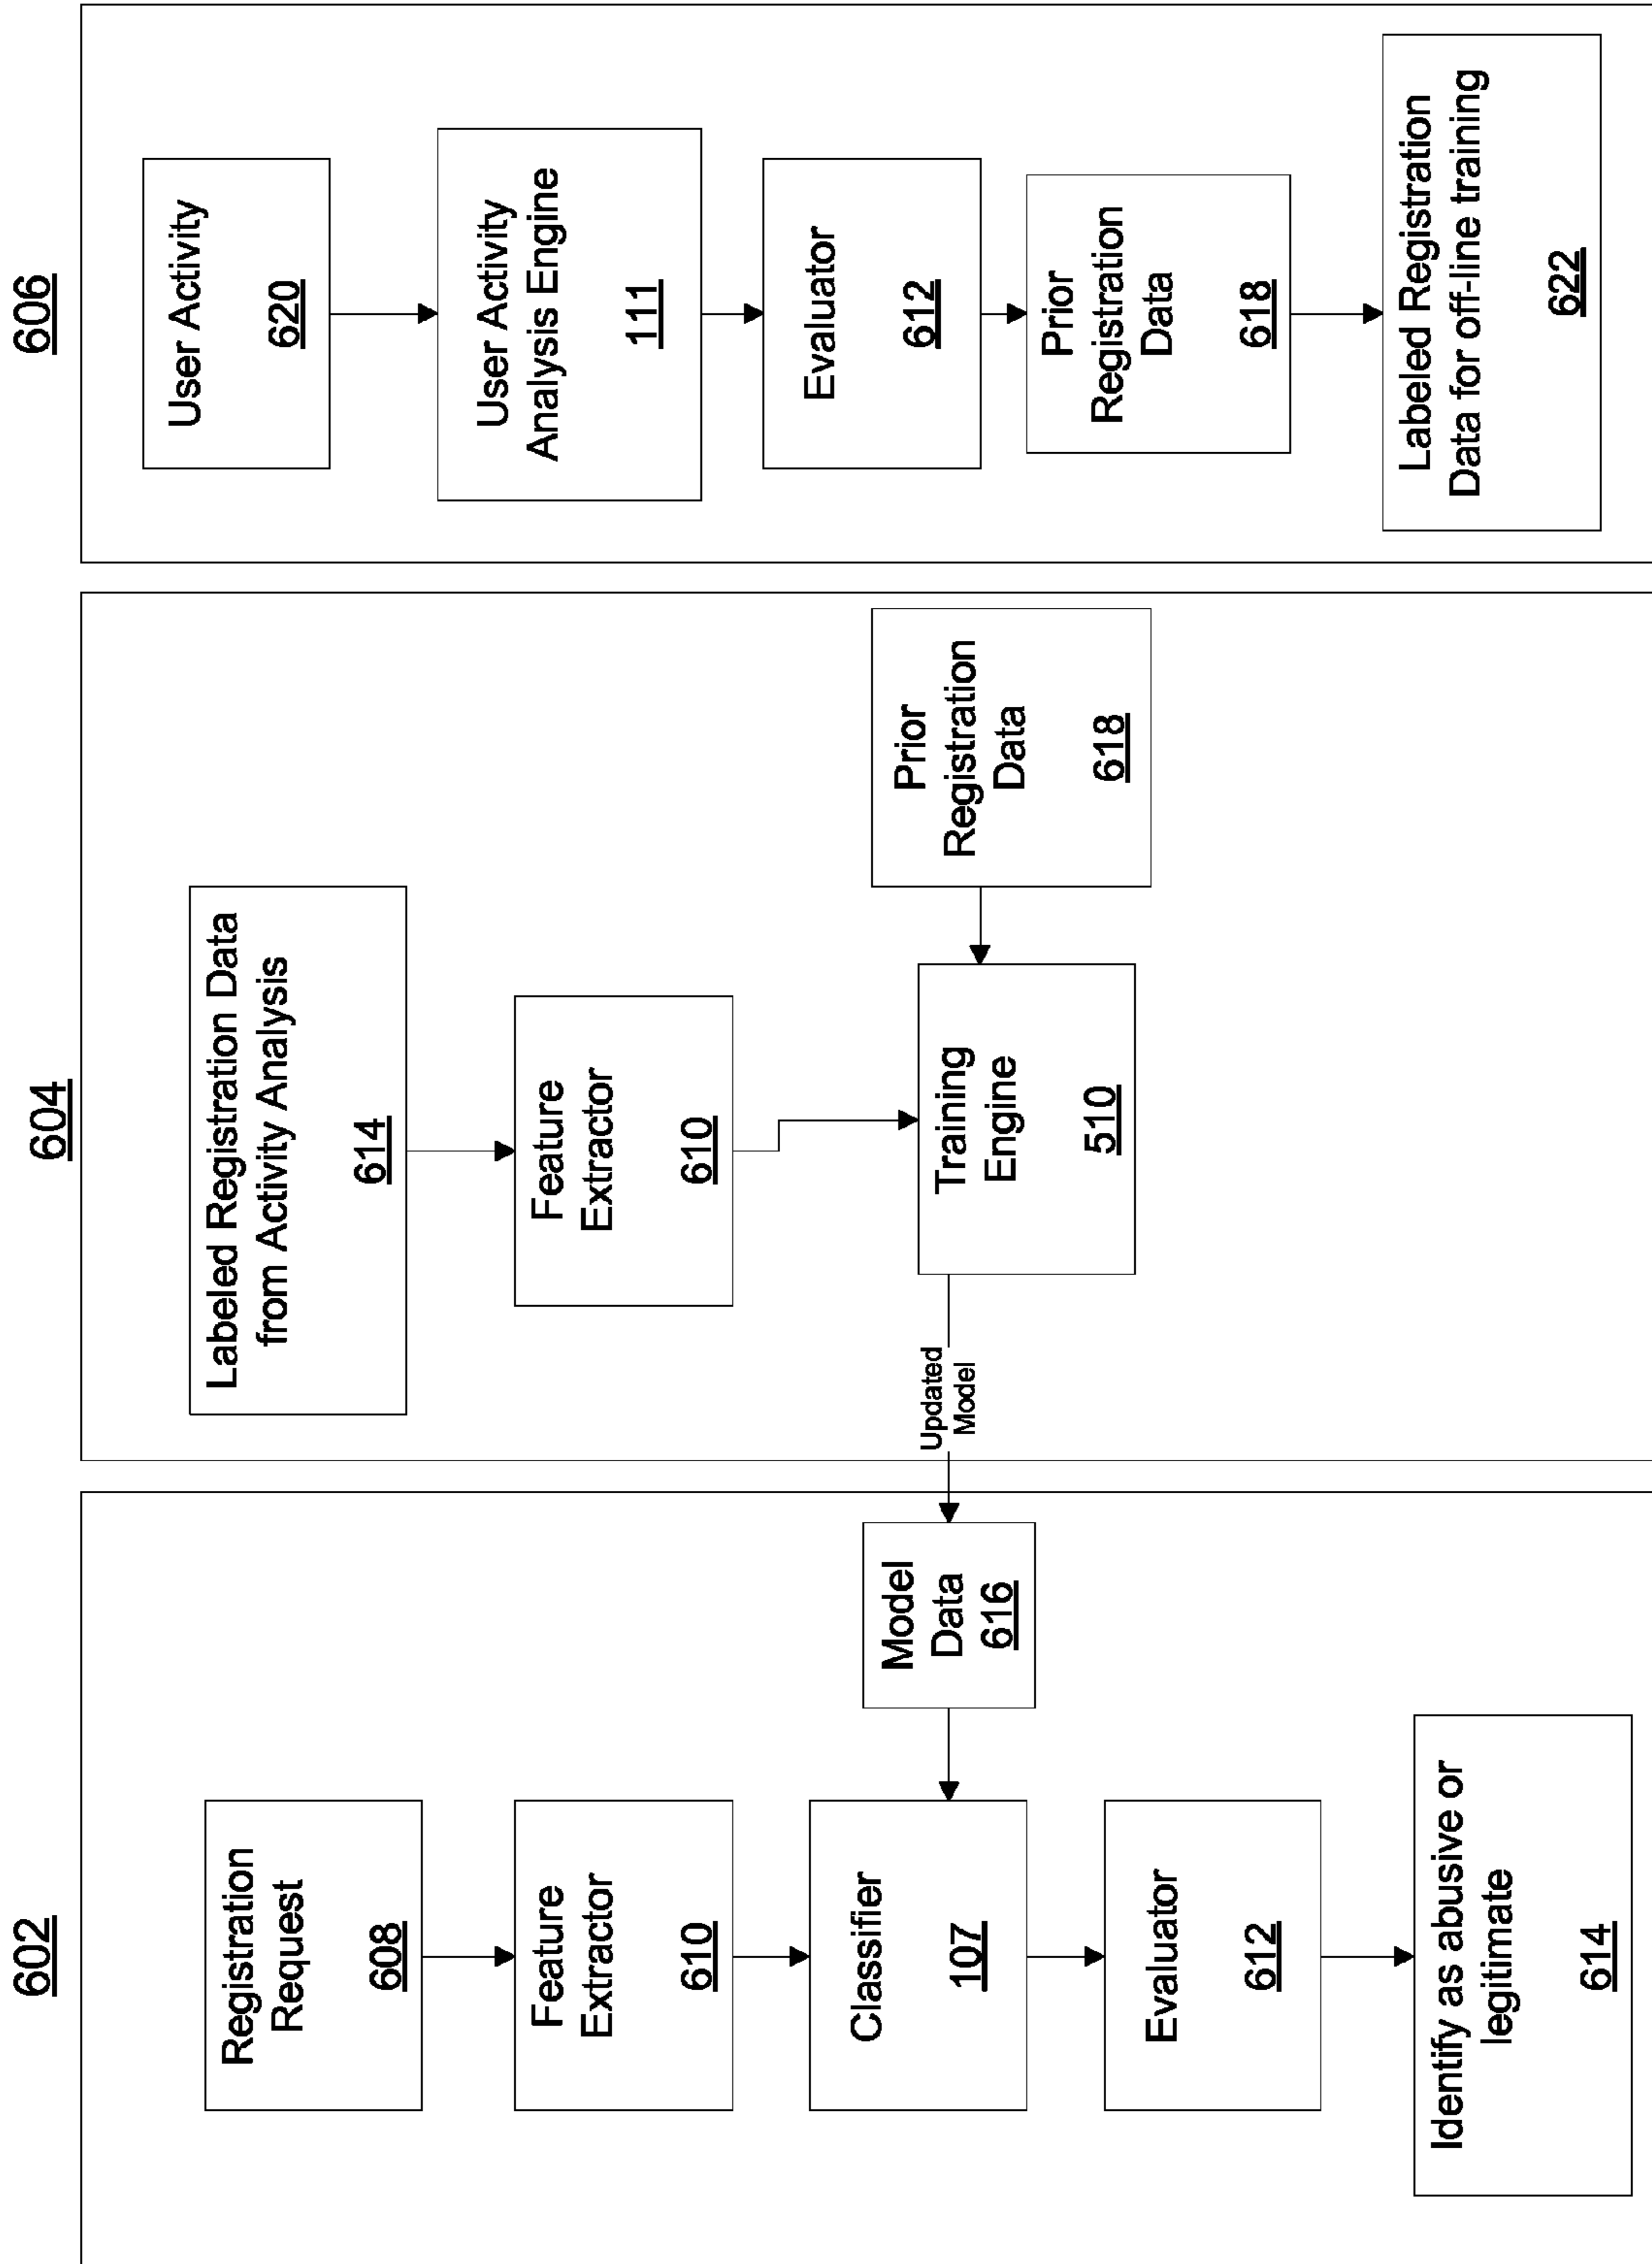 602
Registration
Request
608
Feature
Extractor
610
Classifier
107
Model
Data
616
Evaluator
612
Identify as abusive or
legitimate
614
604
Labeled Registration Data
from Activity Analysis
614
Feature
Extractor
610
Updated
Model
Training
Engine
510
Prior
Registration
Data
618
606
User Activity
620
User Activity
Analysis Engine
111
Evaluator
612
Prior
Registration
Data
618
Labeled Registration
Data for off-line training
622